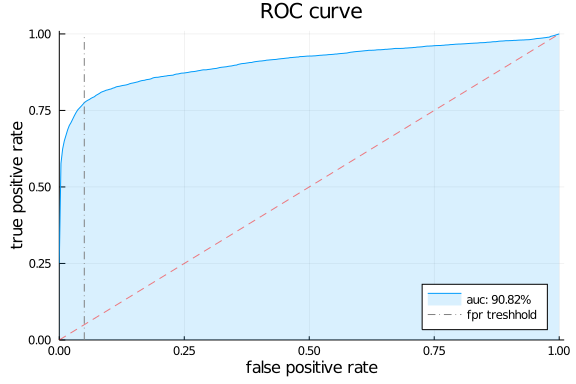 ROC curve
true positive rate
1.00
0.75
0.50
0.25
0.00
0.00
0.25
0.50
0.75
1.00
false positive rate
auc: 90.82%
fpr treshhold